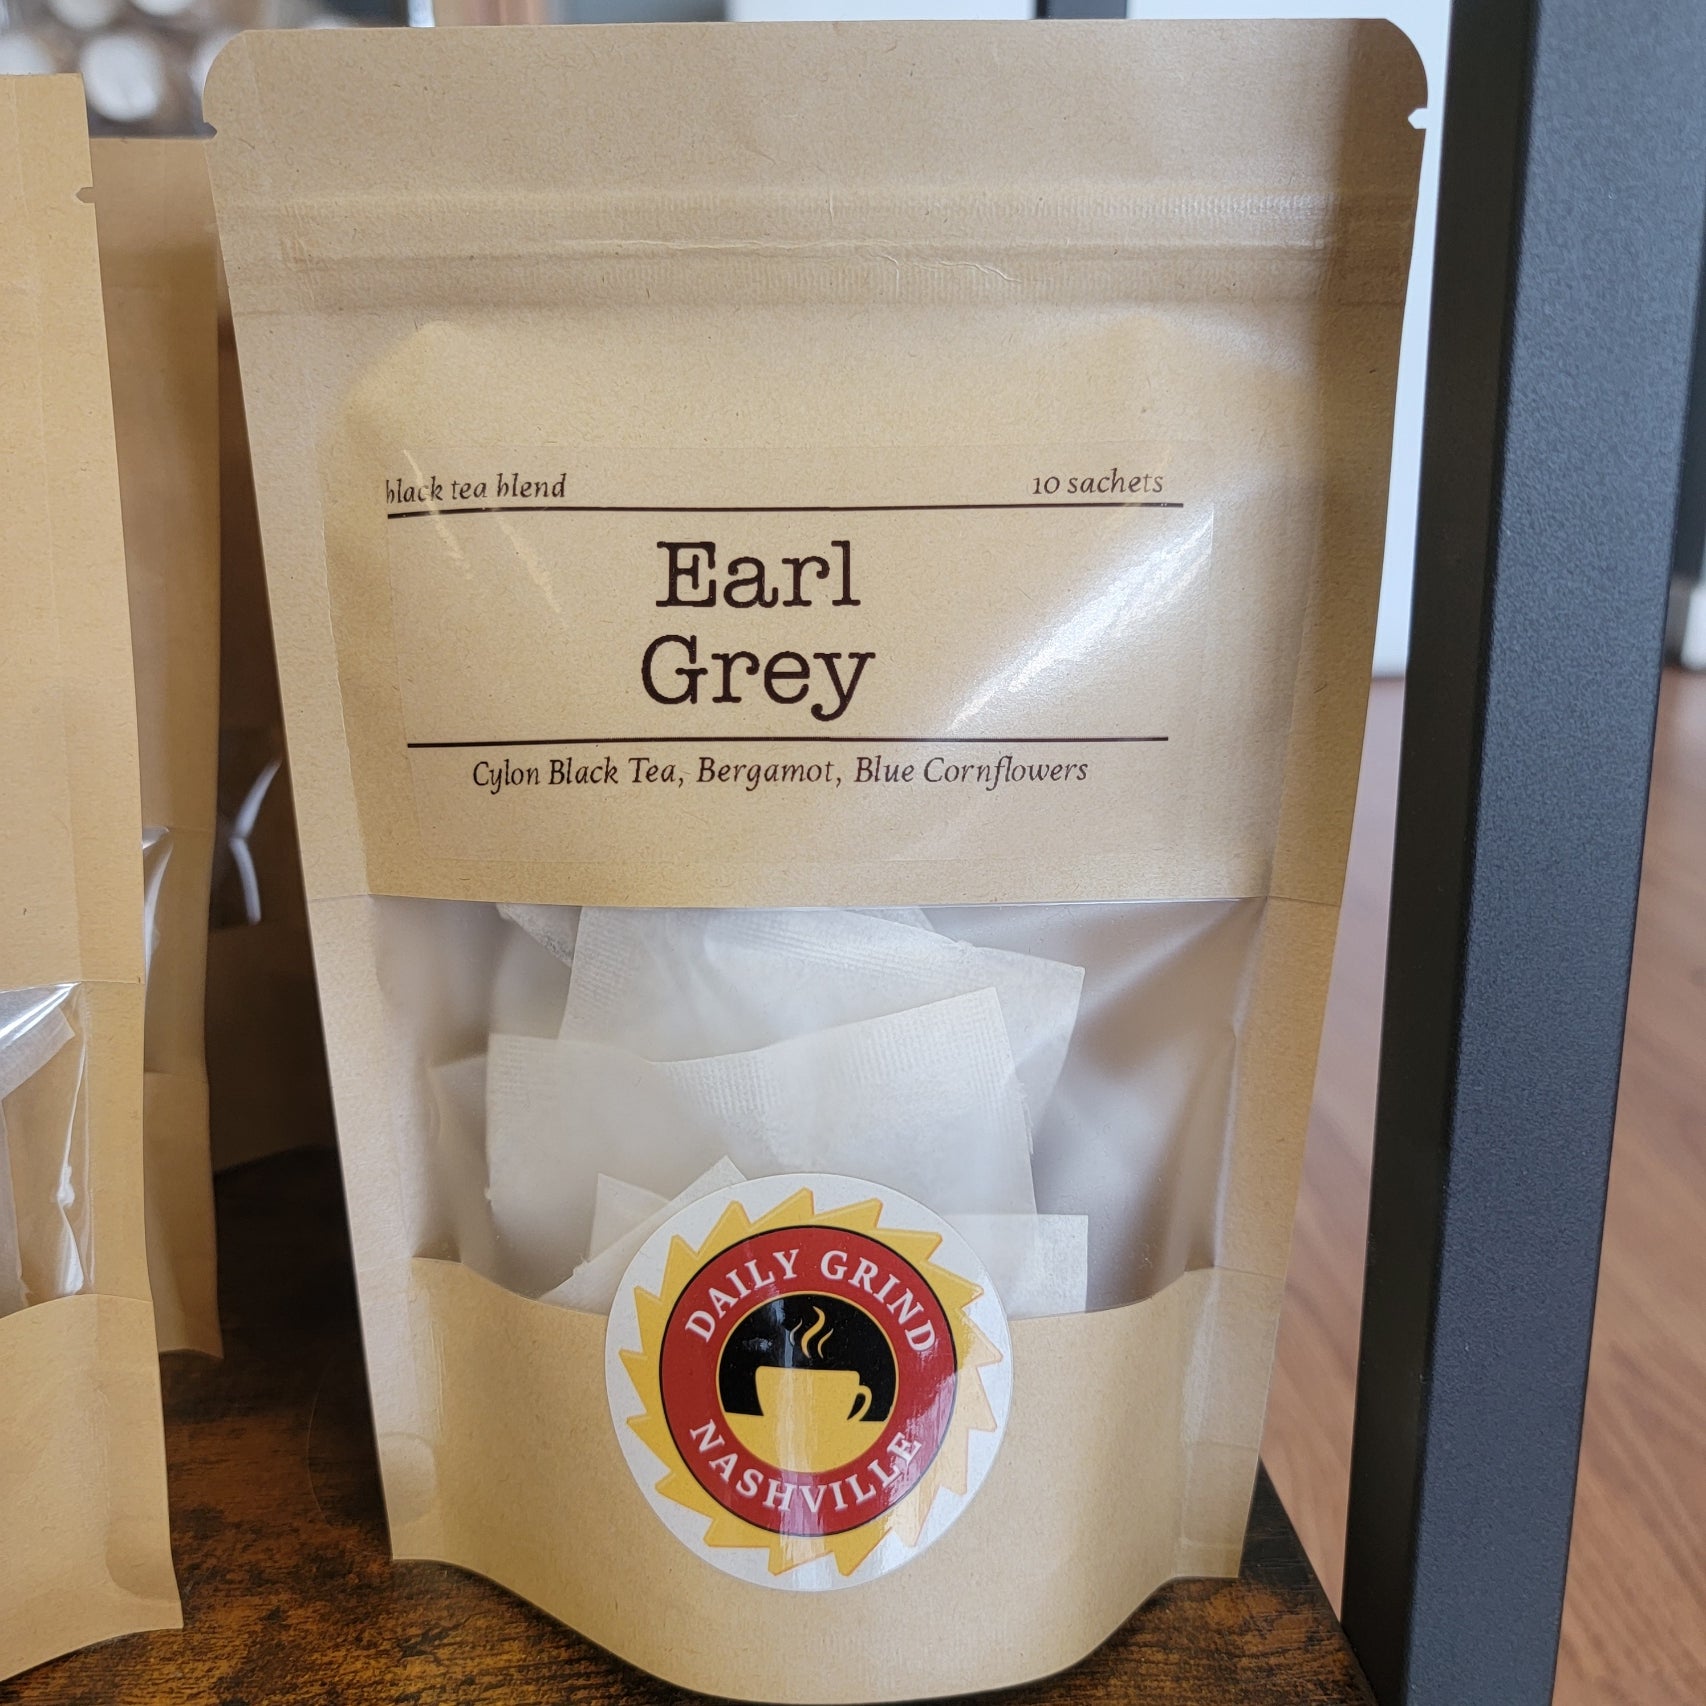 black tea blend
10 sachets
Earl
Grey
Cylon Black Tea, Bergamot, Blue Cornflowers
DAILY GRIND
NASHVILLE